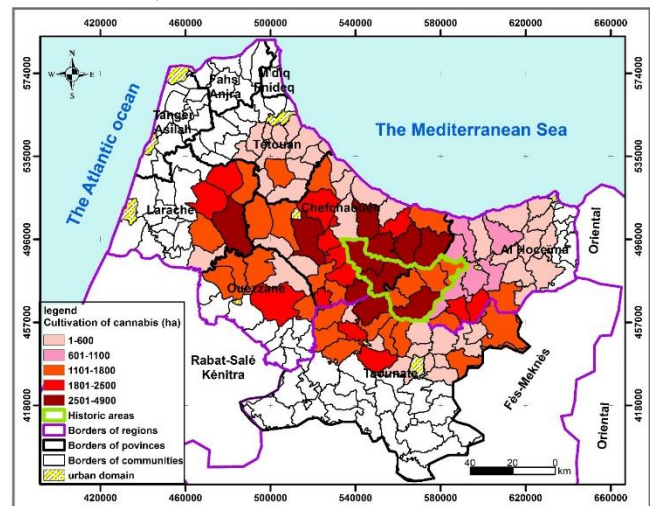 420000 460000 500000 540000 580000 620000 660000
N
W E
S
574000 535000 496000 457000 418000
574000 535000 496000 457000 418000
The Atlantic ocean
The Mediterranean Sea
Fahs
Anjra
M'diq
Fnideq
Tanger
Asilah
Tetouan
Larache
Chefchaouen
Al Hoceima
Oriental
Ouezzane
Rabat-Salé
Kénitra
Taounate
Fès-Meknès
Oriental
legend
Cultivation of cannabis (ha)
1-600
601-1100
1101-1800
1801-2500
2501-4900
Historic areas
Borders of regions
Borders of povinces
Borders of communities
urban domain
40 20 0
km
420000 460000 500000 540000 580000 620000 660000